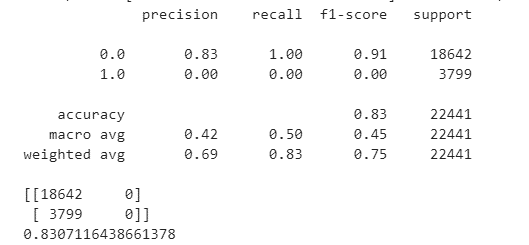 precision recall f1-score support
0.0 0.83 1.00 0.91 18642
1.0 0.00 0.00 0.00 3799
accuracy 0.83 22441
macro avg 0.42 0.50 0.45 22441
weighted avg 0.69 0.83 0.75 22441
[[18642 0]
[ 3799 0]]
0.8307116438661378